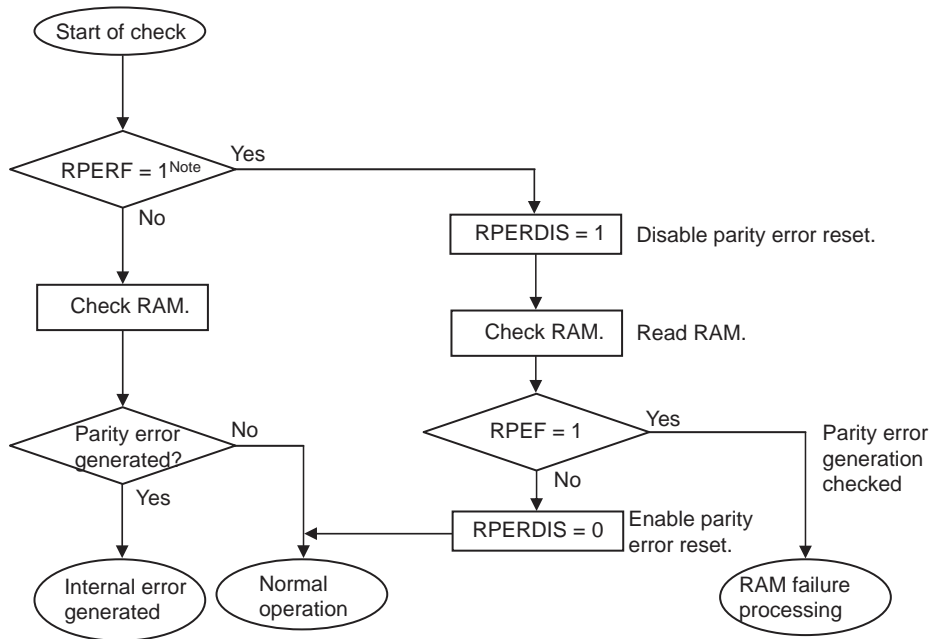 Start of check
RPERF = 1Note
Yes
No
RPERDIS = 1
Disable parity error reset.
Check RAM.
Check RAM.
Read RAM.
Parity error
generated?
No
Yes
RPEF = 1
Yes
No
Parity error
generation
checked
RPERDIS = 0
Enable parity
error reset.
Internal error
generated
Normal
operation
RAM failure
processing